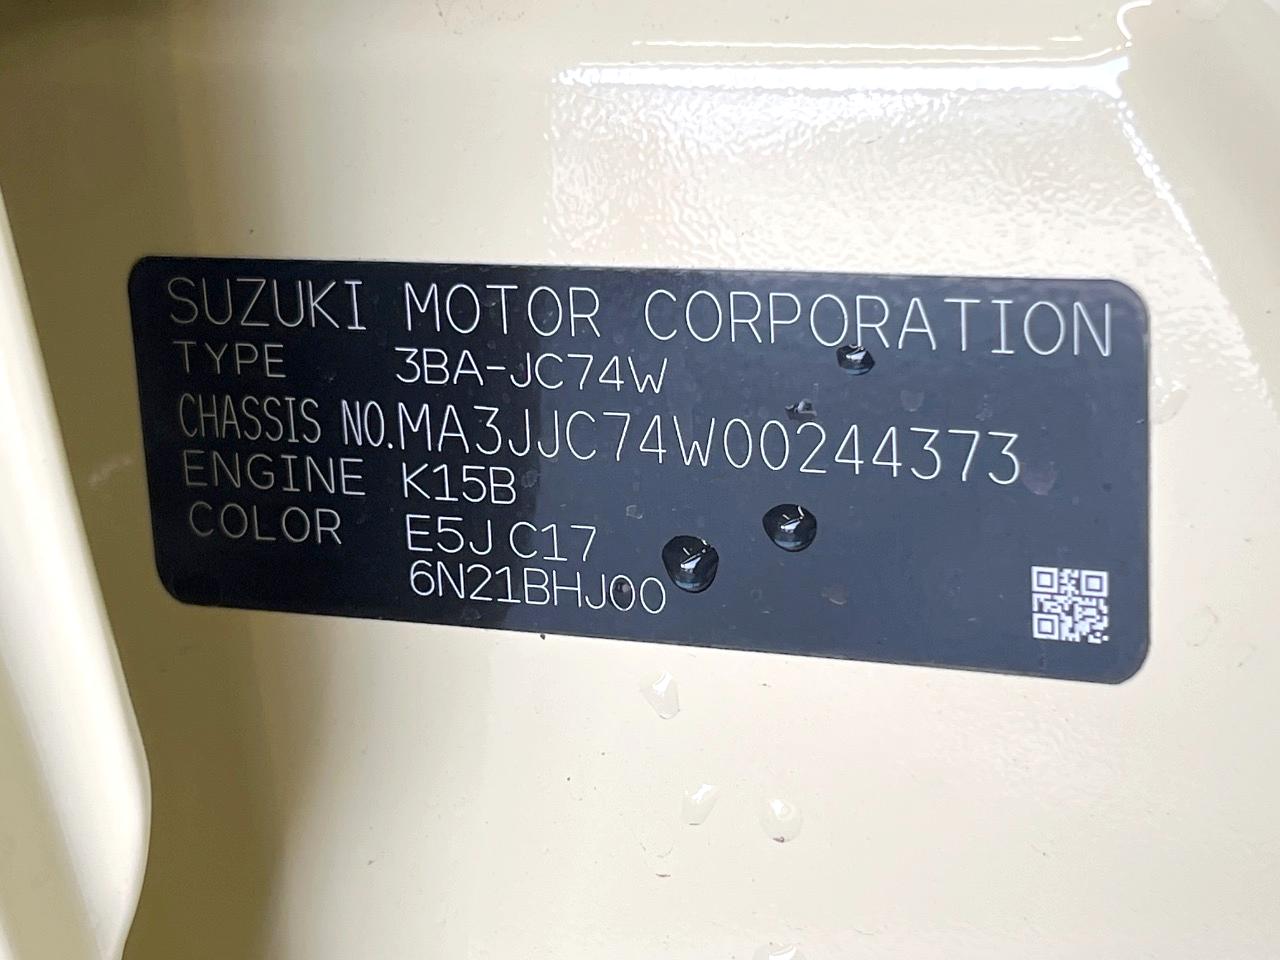 SUZUKI MOTOR CORPORATION
TYPE 3BA-JC74W
CHASSIS NO.MA3JJC74W00244373
ENGINE K15B
COLOR E5J C17
6N21BHJ00